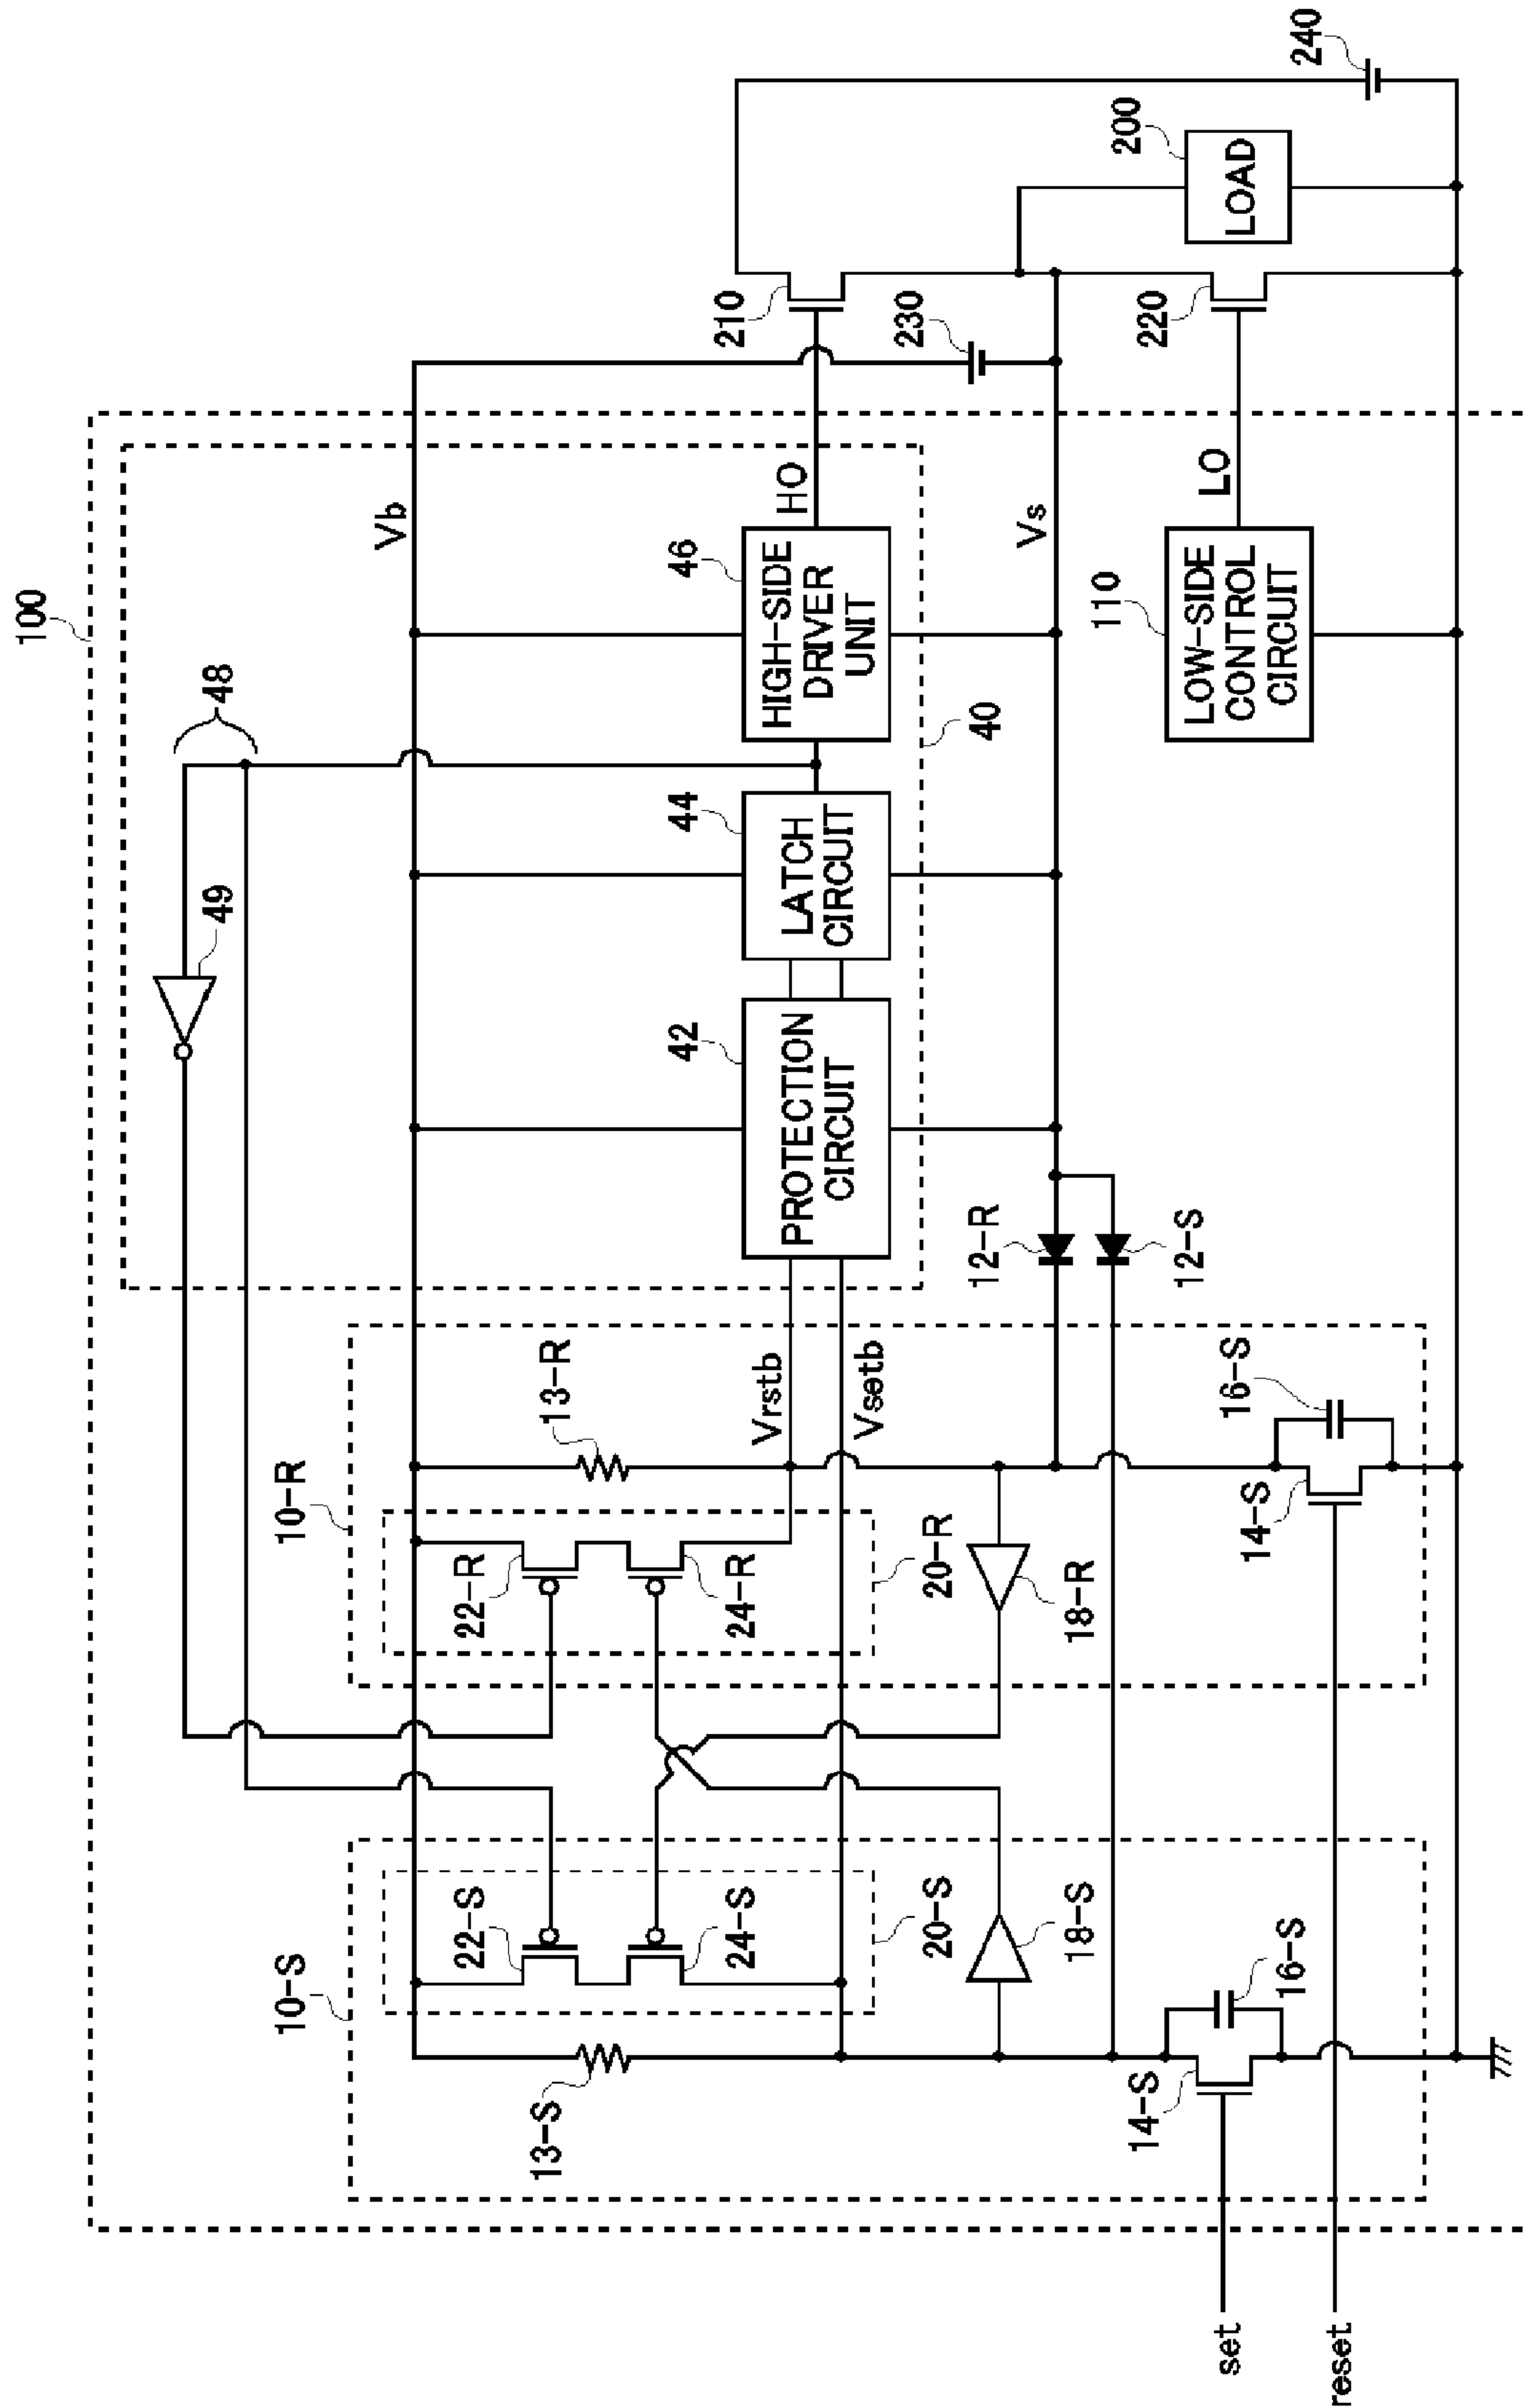 100
48
49
Vb
46
HIGH-SIDE
DRIVER
UNIT
HO
44
LATCH
CIRCUIT
42
PROTECTION
CIRCUIT
40
Vs
110
LOW-SIDE
CONTROL
CIRCUIT
LO
210
220
230
240
200
LOAD
12-R
12-S
10-R
13-R
Vrstb
Vsetb
22-R
24-R
20-R
18-R
14-S
16-S
10-S
13-S
22-S
24-S
20-S
18-S
14-S
16-S
set
reset